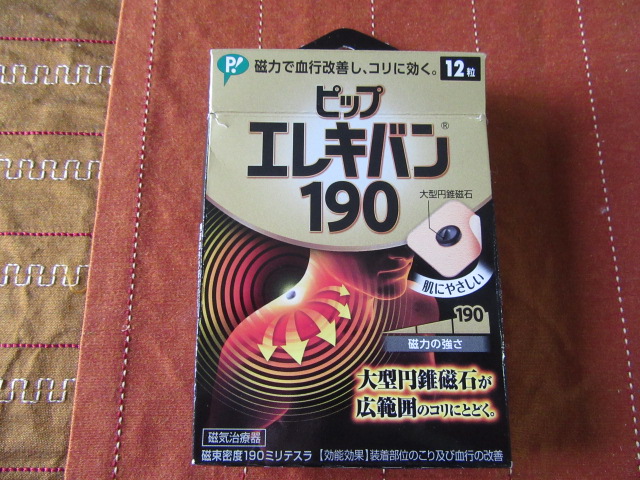 P!
磁力で血行改善し、コリに効く。 12粒
ピップ
エレキバン®
190
大型円錐磁石
肌にやさしい
190
磁力の強さ
大型円錐磁石が
広範囲のコリにとどく。
磁気治療器
磁束密度190ミリテスラ 【効能効果】装着部位のこり及び血行の改善